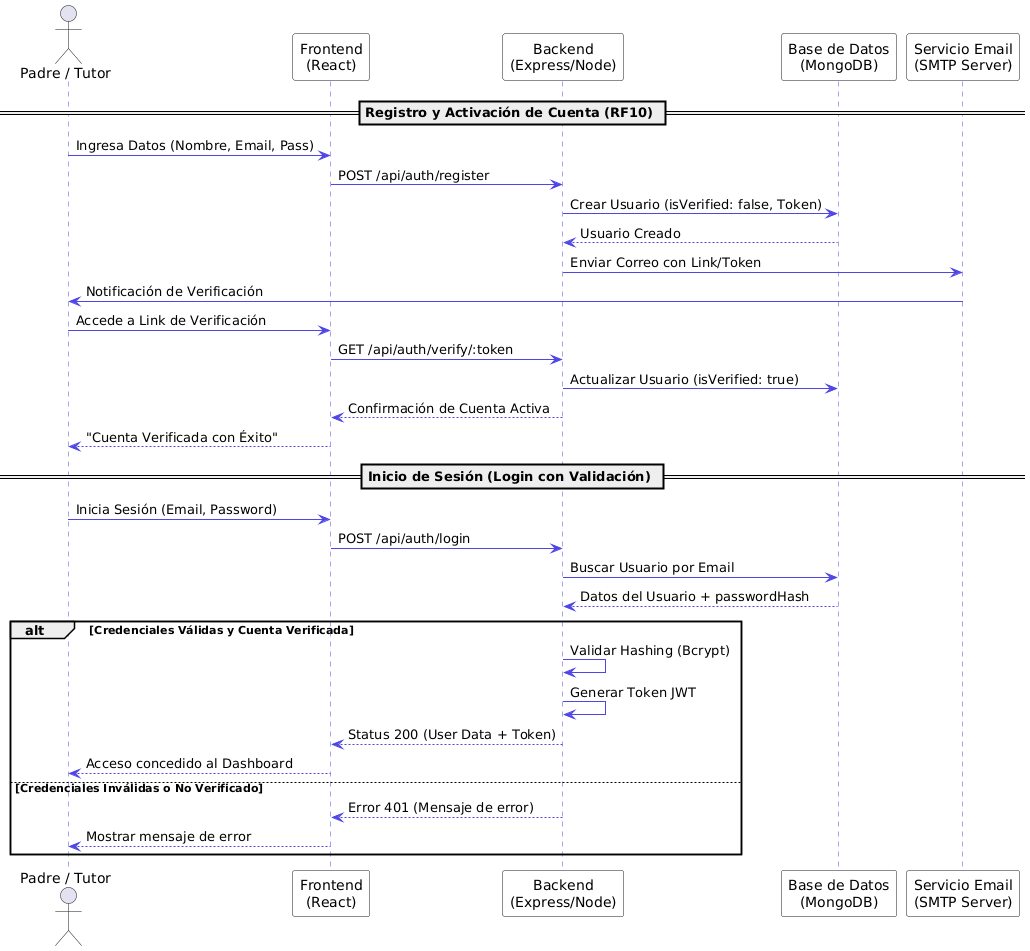 Padre / Tutor
Frontend
(React)
Backend
(Express/Node)
Base de Datos
(MongoDB)
Servicio Email
(SMTP Server)
Registro y Activación de Cuenta (RF10)
Ingresa Datos (Nombre, Email, Pass)
POST /api/auth/register
Crear Usuario (isVerified: false, Token)
Usuario Creado
Enviar Correo con Link/Token
Notificación de Verificación
Accede a Link de Verificación
GET /api/auth/verify/:token
Actualizar Usuario (isVerified: true)
Confirmación de Cuenta Activa
"Cuenta Verificada con Éxito"
Inicio de Sesión (Login con Validación)
Inicia Sesión (Email, Password)
POST /api/auth/login
Buscar Usuario por Email
Datos del Usuario + passwordHash
alt [Credenciales Válidas y Cuenta Verificada]
Validar Hashing (Bcrypt)
Generar Token JWT
Status 200 (User Data + Token)
Acceso concedido al Dashboard
[Credenciales Inválidas o No Verificado]
Error 401 (Mensaje de error)
Mostrar mensaje de error
Padre / Tutor
Frontend
(React)
Backend
(Express/Node)
Base de Datos
(MongoDB)
Servicio Email
(SMTP Server)